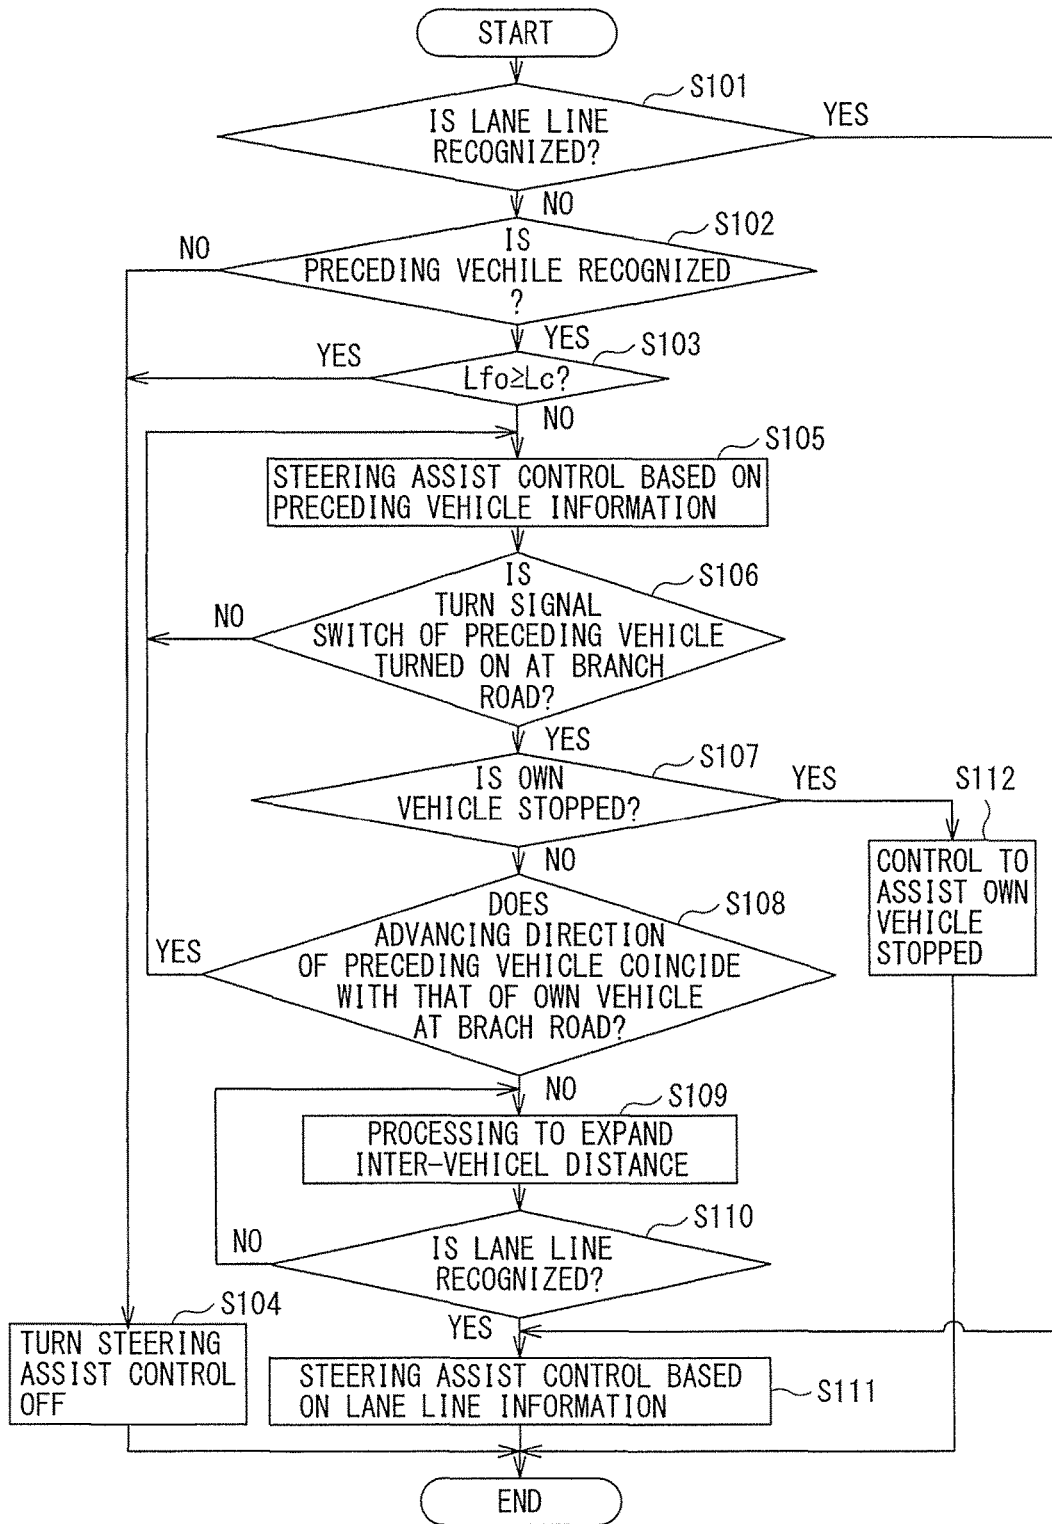 START
S101
IS LANE LINE
RECOGNIZED?
YES
NO
S102
IS
PRECEDING VECHILE RECOGNIZED
?
NO
YES
S103
Lfo≥Lc?
YES
NO
S105
STEERING ASSIST CONTROL BASED ON
PRECEDING VEHICLE INFORMATION
S106
IS
TURN SIGNAL
SWITCH OF PRECEDING VEHICLE
TURNED ON AT BRANCH
ROAD?
NO
YES
S107
IS OWN
VEHICLE STOPPED?
YES
NO
S112
CONTROL TO
ASSIST OWN
VEHICLE
STOPPED
S108
DOES
ADVANCING DIRECTION
OF PRECEDING VEHICLE COINCIDE
WITH THAT OF OWN VEHICLE
AT BRACH ROAD?
YES
NO
S109
PROCESSING TO EXPAND
INTER-VEHICEL DISTANCE
S110
IS LANE LINE
RECOGNIZED?
NO
YES
S104
TURN STEERING
ASSIST CONTROL
OFF
S111
STEERING ASSIST CONTROL BASED
ON LANE LINE INFORMATION
END